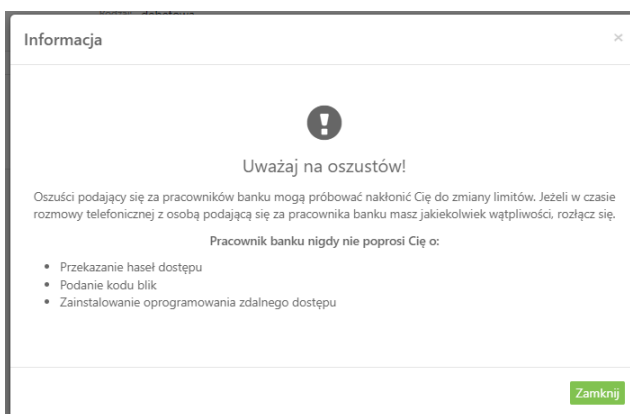 debetowa
Informacja
×
Uważaj na oszustów!
Oszuści podający się za pracowników banku mogą próbować nakłonić Cię do zmiany limitów. Jeżeli w czasie
rozmowy telefonicznej z osobą podającą się za pracownika banku masz jakiekolwiek wątpliwości, rozłącz się.
Pracownik banku nigdy nie poprosi Cię o:
• Przekazanie haseł dostępu
• Podanie kodu blik
• Zainstalowanie oprogramowania zdalnego dostępu
Zamknij